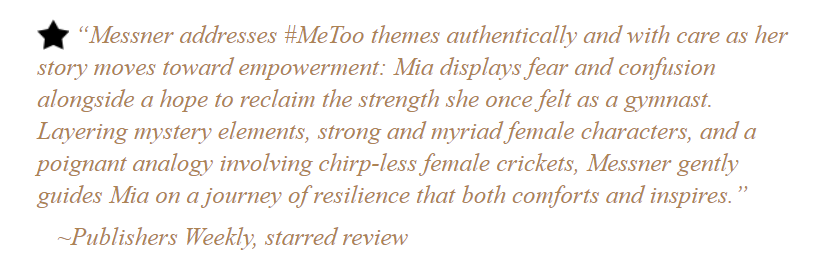 “Messner addresses #MeToo themes authentically and with care as her
story moves toward empowerment: Mia displays fear and confusion
alongside a hope to reclaim the strength she once felt as a gymnast.
Layering mystery elements, strong and myriad female characters, and a
poignant analogy involving chirp-less female crickets, Messner gently
guides Mia on a journey of resilience that both comforts and inspires.”
~Publishers Weekly, starred review